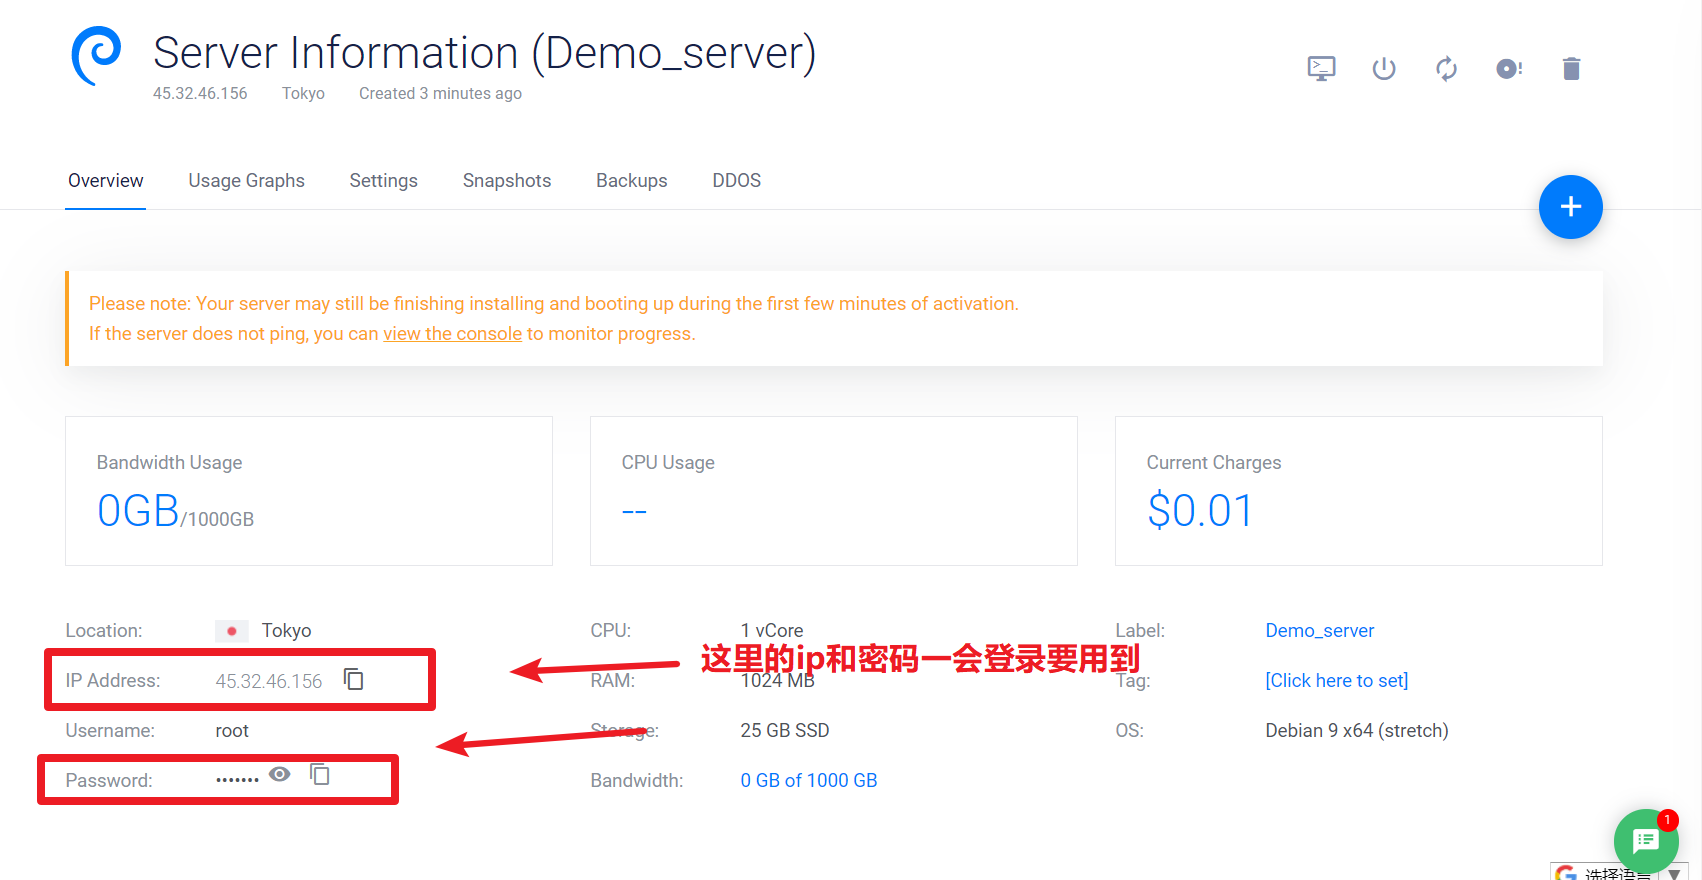 Server Information (Demo_server)
45.32.46.156 Tokyo Created 3 minutes ago
Overview Usage Graphs Settings Snapshots Backups DDOS
Please note: Your server may still be finishing installing and booting up during the first few minutes of activation.
If the server does not ping, you can view the console to monitor progress.
Bandwidth Usage
0GB/1000GB
CPU Usage
--
Current Charges
$0.01
Location: Tokyo
IP Address: 45.32.46.156
Username: root
Password: •••••••
这里的ip和密码一会登录要用到
CPU: 1 vCore
RAM: 1024 MB
Storage: 25 GB SSD
Bandwidth: 0 GB of 1000 GB
Label: Demo_server
Tag: [Click here to set]
OS: Debian 9 x64 (stretch)
1
选择语言